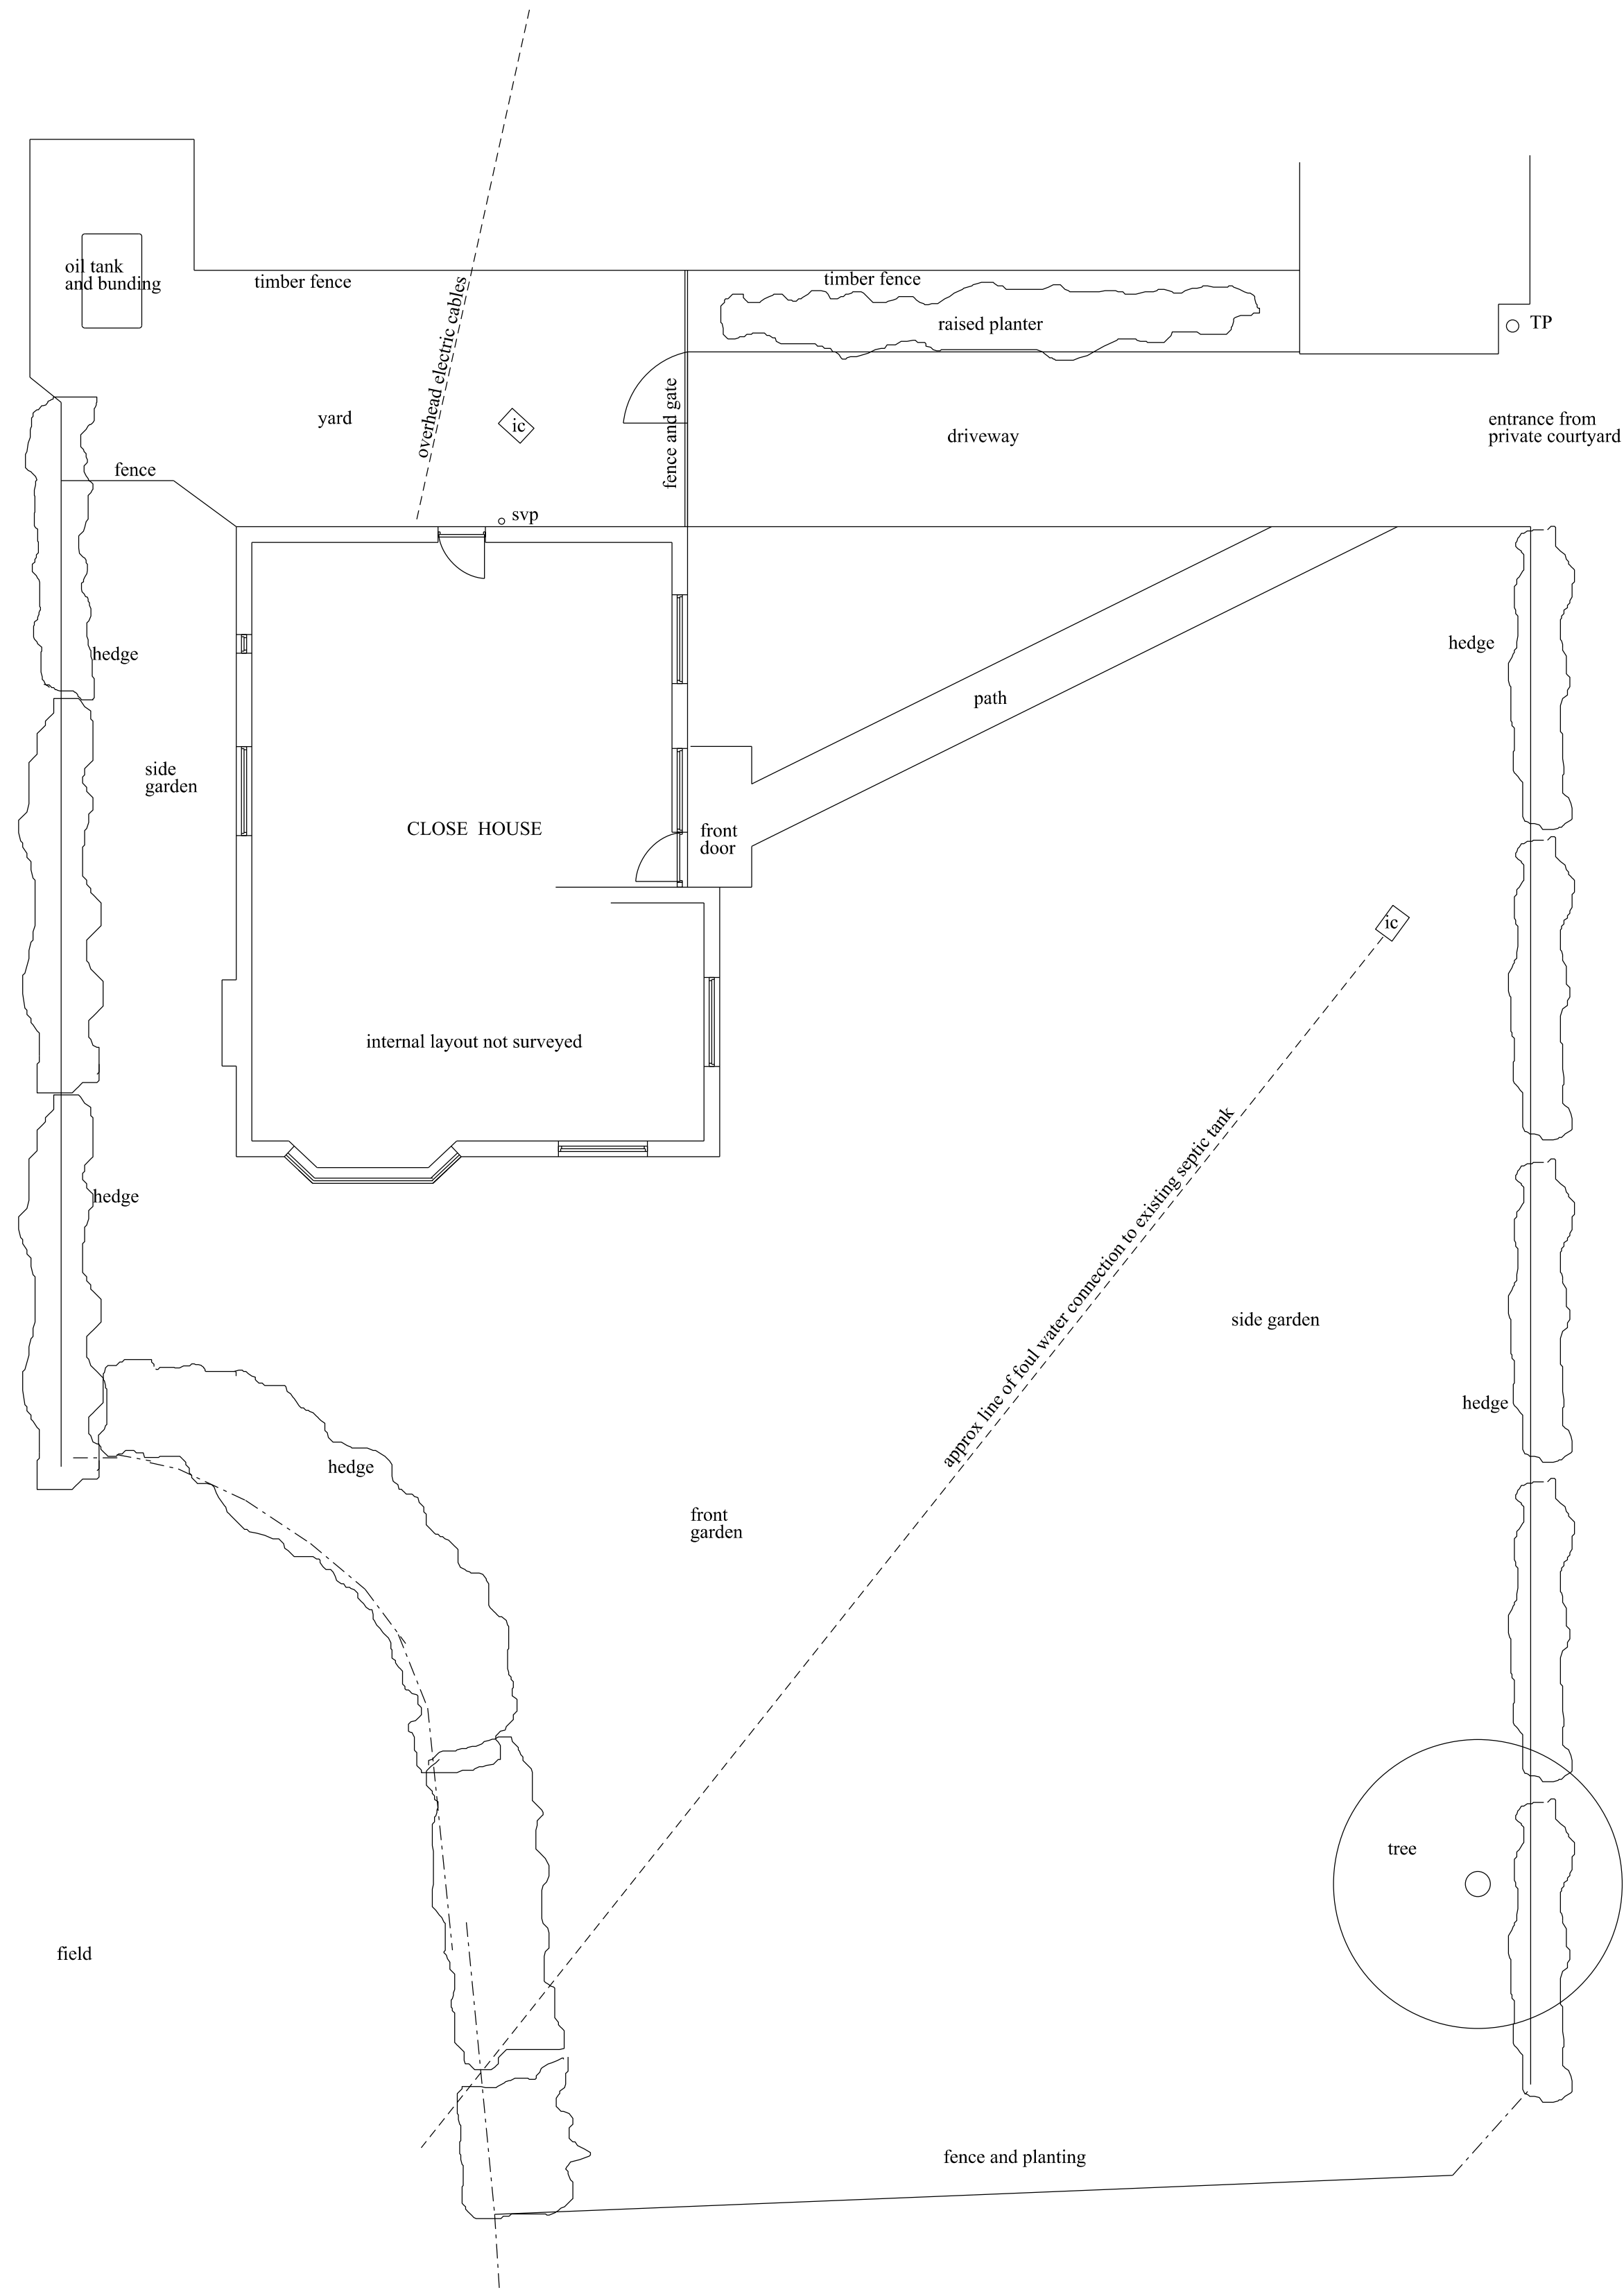 oil tank
and bunding
timber fence
overhead electric cables
timber fence
raised planter
TP
yard
ic
fence and gate
driveway
entrance from
private courtyard
fence
svp
hedge
hedge
path
side
garden
CLOSE  HOUSE
front
door
ic
internal layout not surveyed
hedge
approx line of foul water connection to existing septic tank
side garden
hedge
hedge
front
garden
tree
field
fence and planting